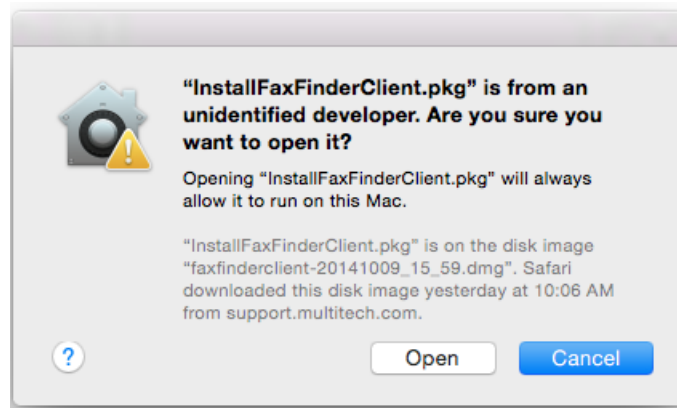 “InstallFaxFinderClient.pkg” is from an
unidentified developer. Are you sure you
want to open it?
Opening “InstallFaxFinderClient.pkg” will always
allow it to run on this Mac.
“InstallFaxFinderClient.pkg” is on the disk image
“faxfinderclient-20141009_15_59.dmg”. Safari
downloaded this disk image yesterday at 10:06 AM
from support.multitech.com.
?
Open
Cancel